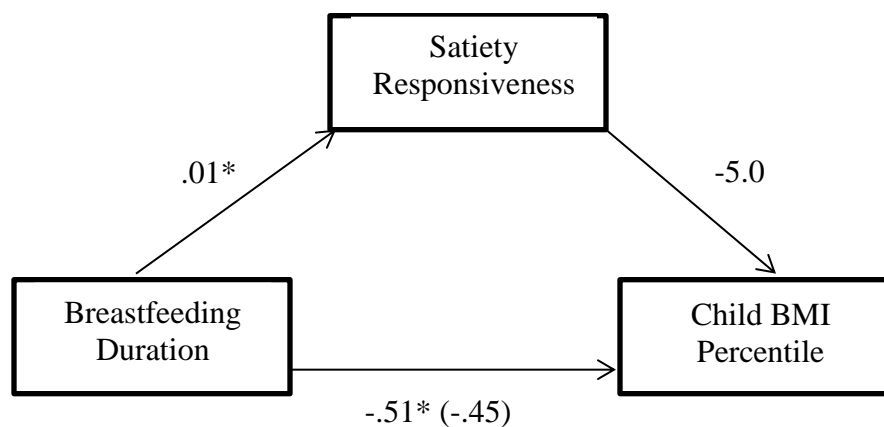 Satiety
Responsiveness
.01*
-5.0
Breastfeeding
Duration
Child BMI
Percentile
-.51* (-.45)